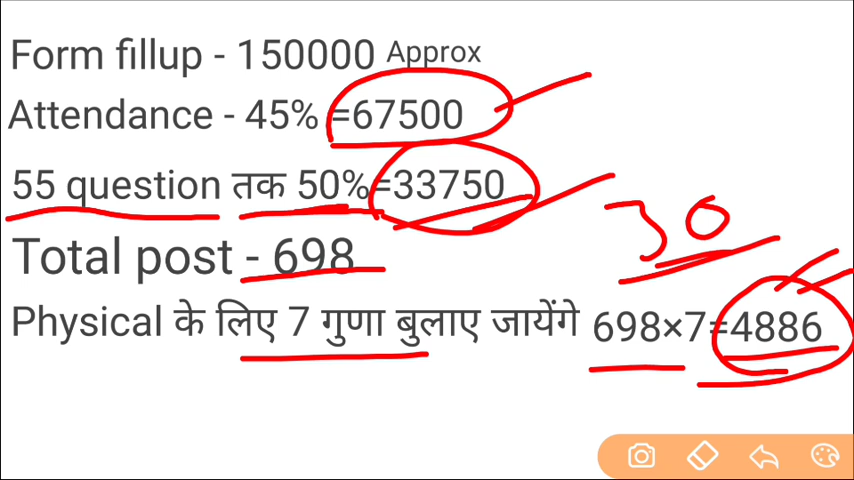 Form fillup - 150000 Approx
Attendance - 45% =67500
55 question तक 50%=33750
30
Total post - 698
Physical के लिए 7 गुणा बुलाए जायेंगे 698×7=4886